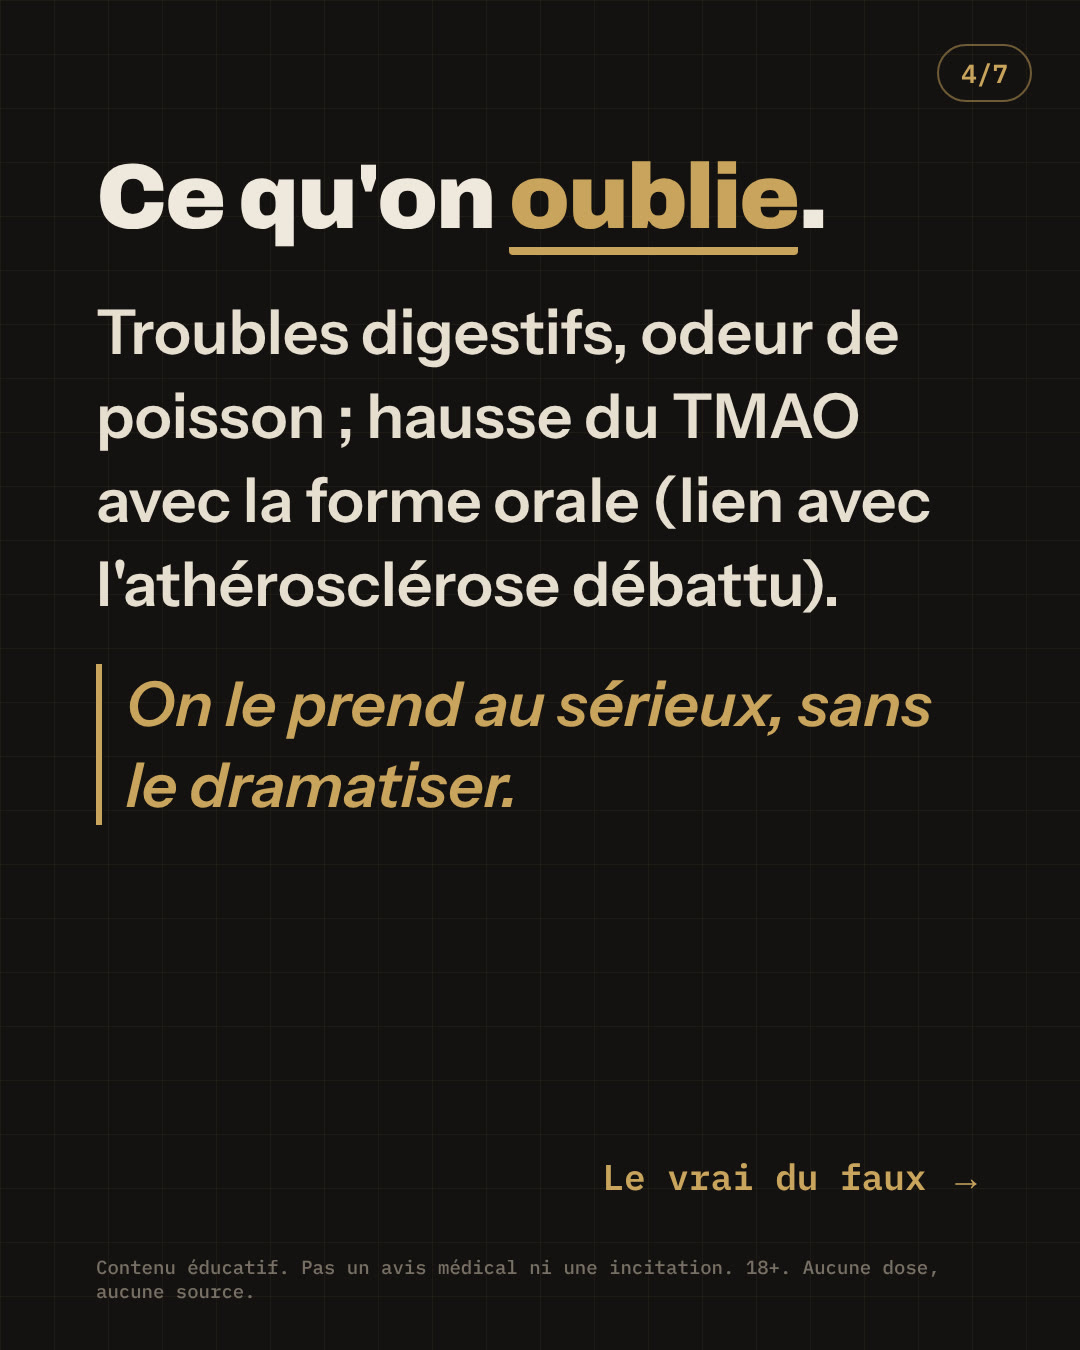 4/7
Ce qu'on oublie.
Troubles digestifs, odeur de
poisson ; hausse du TMAO
avec la forme orale (lien avec
l'athérosclérose débattu).
On le prend au sérieux, sans
le dramatiser.
Le vrai du faux →
Contenu éducatif. Pas un avis médical ni une incitation. 18+. Aucune dose,
aucune source.